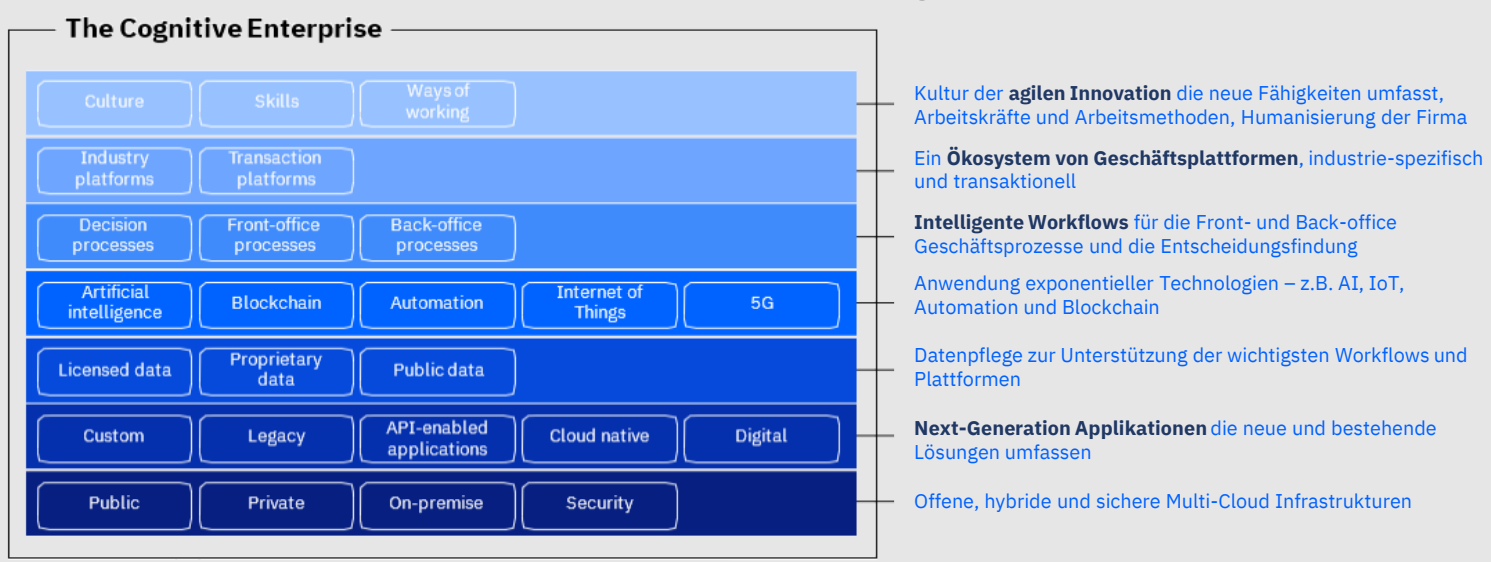 The Cognitive Enterprise
Culture
Skills
Ways of
working
Kultur der agilen Innovation die neue Fähigkeiten umfasst,
Arbeitskräfte und Arbeitsmethoden, Humanisierung der Firma
Industry
platforms
Transaction
platforms
Ein Ökosystem von Geschäftsplattformen, industrie-spezifisch
und transaktionell
Decision
processes
Front-office
processes
Back-office
processes
Intelligente Workflows für die Front- und Back-office
Geschäftsprozesse und die Entscheidungsfindung
Artificial
intelligence
Blockchain
Automation
Internet of
Things
5G
Anwendung exponentieller Technologien – z.B. AI, IoT,
Automation und Blockchain
Licensed data
Proprietary
data
Public data
Datenpflege zur Unterstützung der wichtigsten Workflows und
Plattformen
Custom
Legacy
API-enabled
applications
Cloud native
Digital
Next-Generation Applikationen die neue und bestehende
Lösungen umfassen
Public
Private
On-premise
Security
Offene, hybride und sichere Multi-Cloud Infrastrukturen